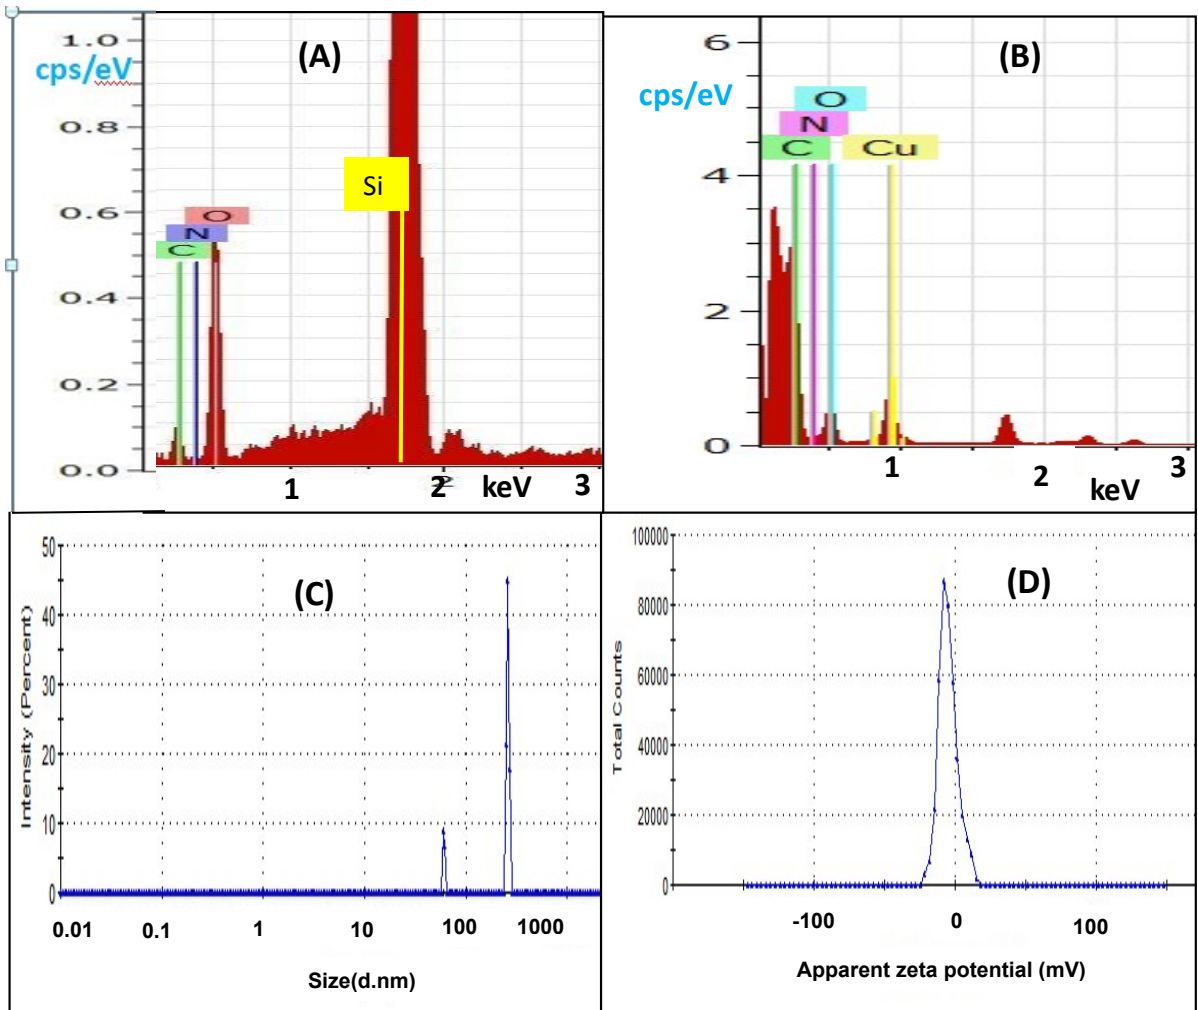 (A)
cps/eV
1.0
0.8
0.6
0.4
0.2
0.0
Si
O
N
C
1
2
keV
3
(B)
cps/eV
6
4
2
0
O
N
C
Cu
1
2
keV
3
(C)
Intensity (Percent)
50
40
30
20
10
0
0.01
0.1
1
10
100
1000
Size(d.nm)
(D)
Total Counts
100000
80000
60000
40000
20000
0
-100
0
100
Apparent zeta potential (mV)